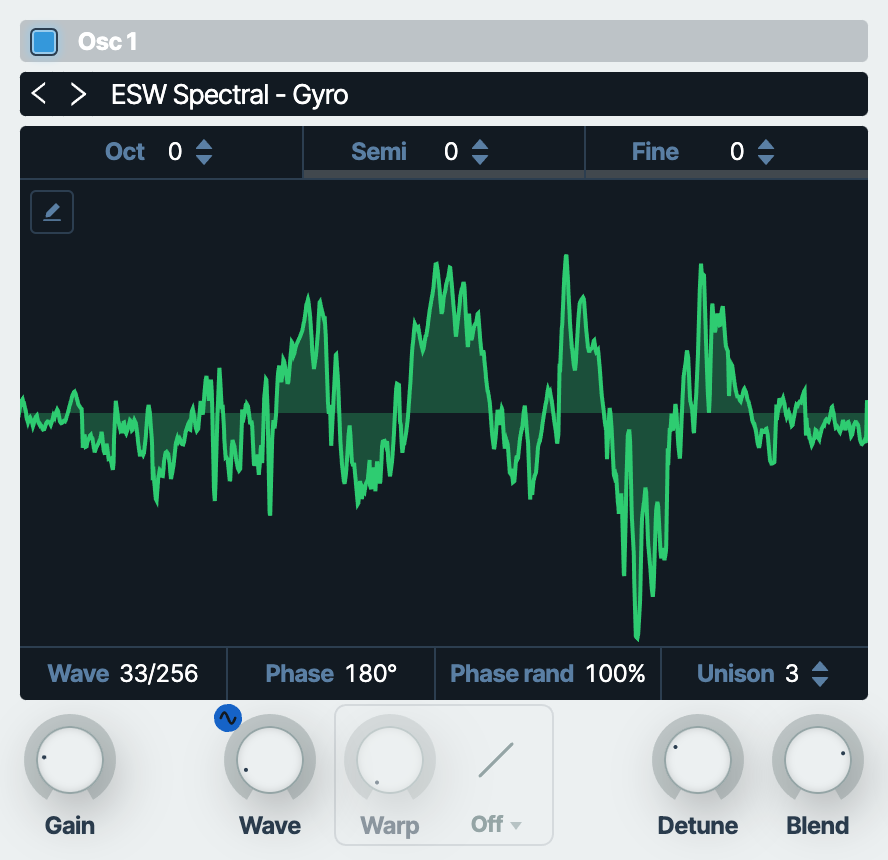 Osc 1
ESW Spectral - Gyro
Oct 0 Semi 0 Fine 0
Wave 33/256 Phase 180° Phase rand 100% Unison 3
Gain Wave Warp Off Detune Blend